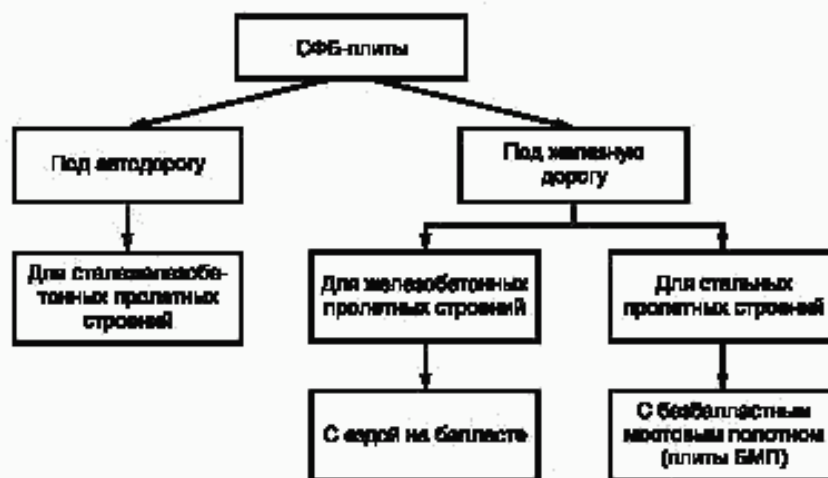 СФБ-плиты
Под автодорогу
Под железную
дорогу
Для сталежелезобе-
тонных пролетных
строений
Для железобетонных
пролетных строений
Для стальных
пролетных строений
С ездой на балласте
С безбалластным
мостовым полотном
(плиты БМП)